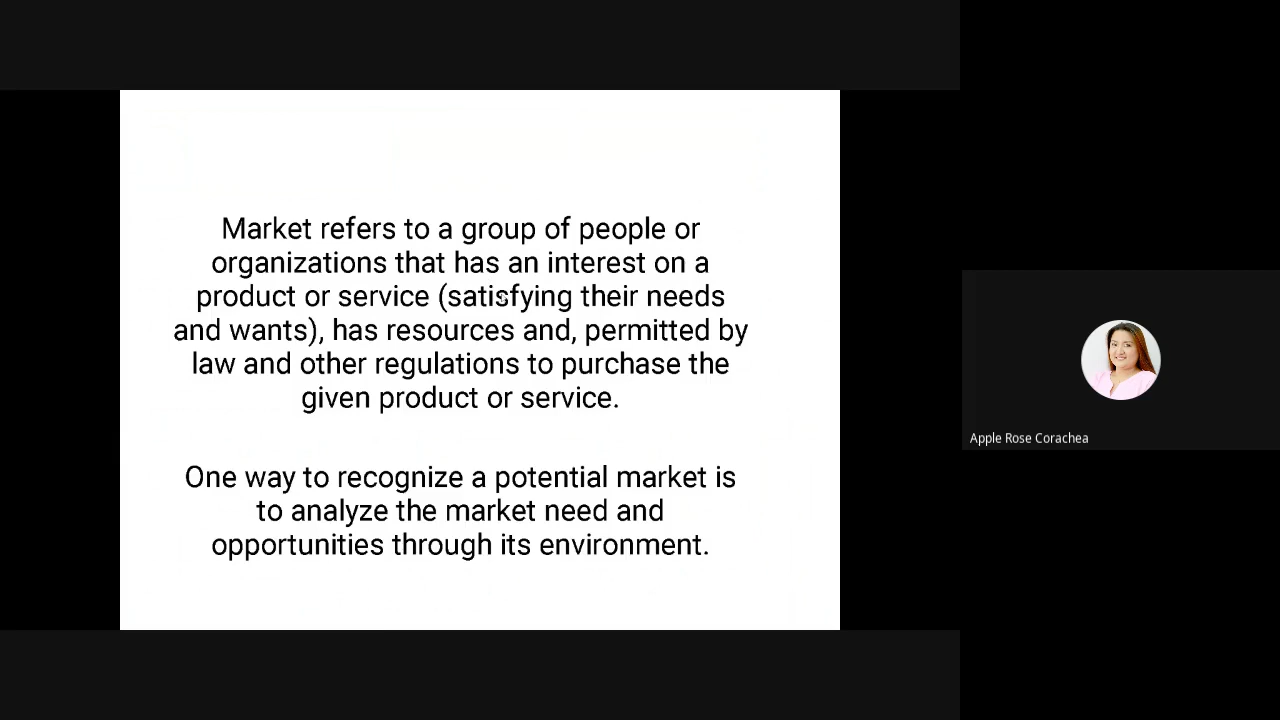 Market refers to a group of people or
organizations that has an interest on a
product or service (satisfying their needs
and wants), has resources and, permitted by
law and other regulations to purchase the
given product or service.
One way to recognize a potential market is
to analyze the market need and
opportunities through its environment.
Apple Rose Corachea